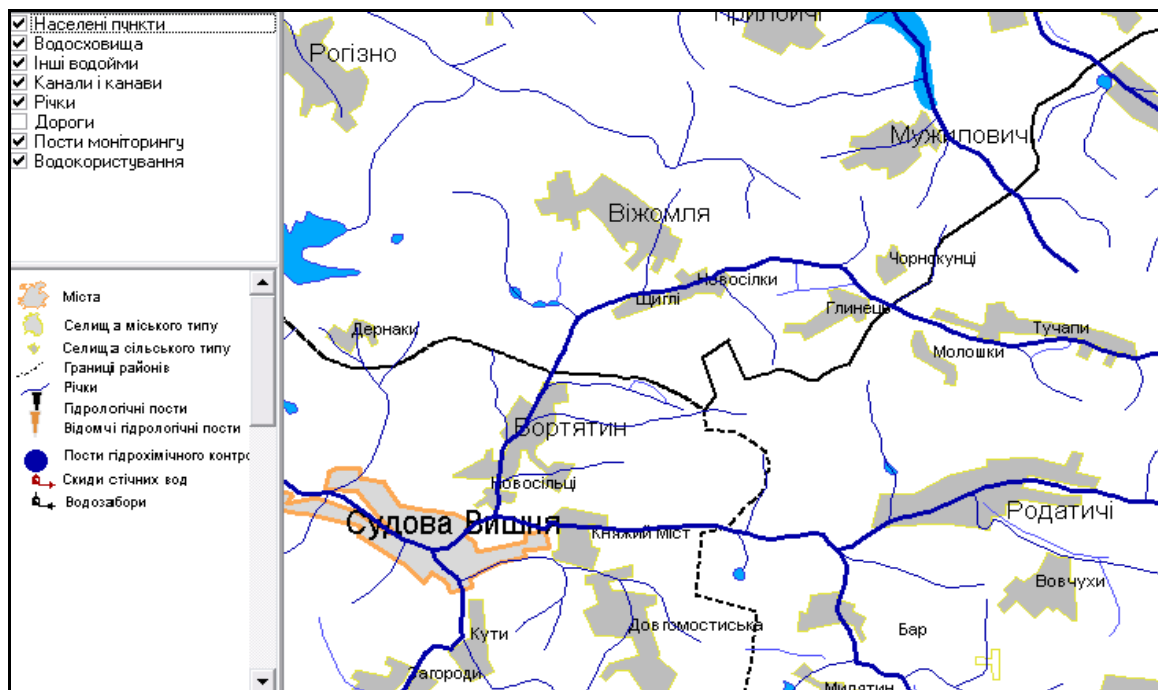 Населені пункти
Водосховища
Інші водойми
Канали і канави
Річки
Дороги
Пости моніторингу
Водокористування
Міста
Селища міського типу
Селища сільського типу
Границі районів
Річки
Гідрологічні пости
Відомчі гідрологічні пости
Пости гідрохімічного контро
Скиди стічних вод
Водозабори
Рогізно
Мужиловичі
Віжомля
Чорнокунці
Новосілки
Щиглі
Глинець
Тучапи
Дернаки
Молошки
Бортятин
Новосільці
Родатичі
Судова Вишня
Княжий міст
Вовчухи
Довгомостиська
Бар
Кути
Загороди
Милятин